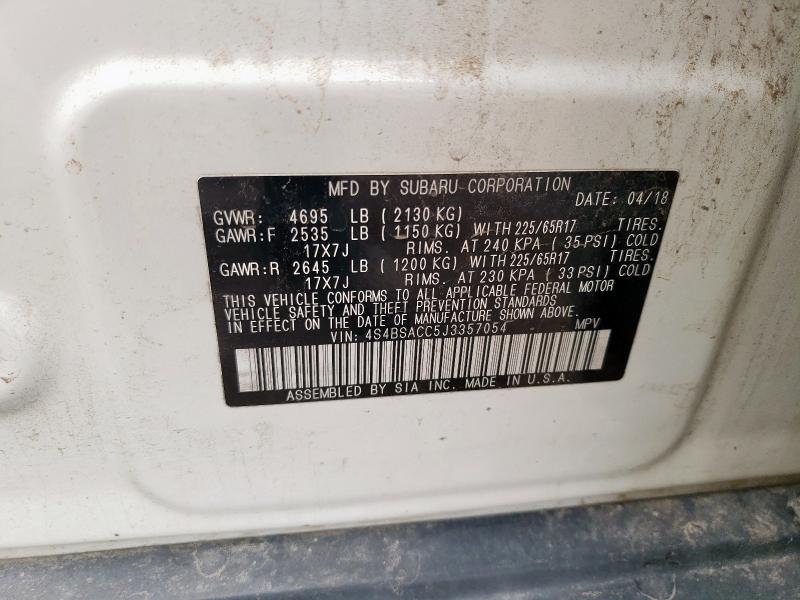 MFD BY SUBARU CORPORATION
DATE: 04/18
GVWR: 4695 LB (2130 KG)
GAWR:F 2535 LB (1150 KG) WITH 225/65R17 TIRES.
17X7J RIMS. AT 240 KPA (35 PSI) COLD
GAWR:R 2645 LB (1200 KG) WITH 225/65R17 TIRES.
17X7J RIMS. AT 230 KPA (33 PSI) COLD
THIS VEHICLE CONFORMS TO ALL APPLICABLE FEDERAL MOTOR
VEHICLE SAFETY AND THEFT PREVENTION STANDARDS
IN EFFECT ON THE DATE OF MANUFACTURE SHOWN ABOVE.
VIN: 4S4BSACC5J3357054 MPV
ASSEMBLED BY SIA INC. MADE IN U.S.A.